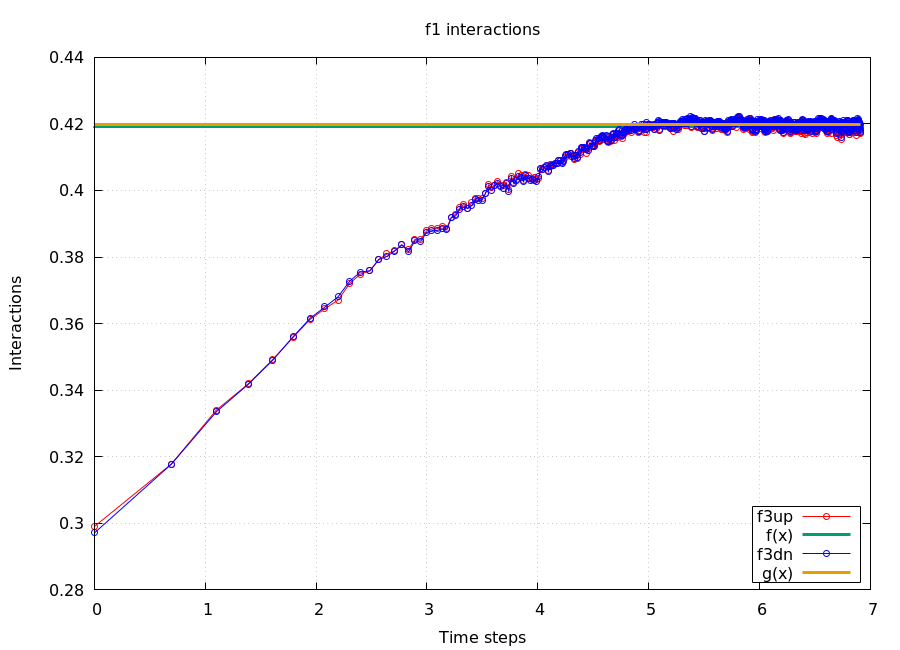 f1 interactions
0.44
0.42
0.4
0.38
0.36
0.34
0.32
0.3
0.28
Interactions
0 1 2 3 4 5 6 7
Time steps
f3up
f(x)
f3dn
g(x)